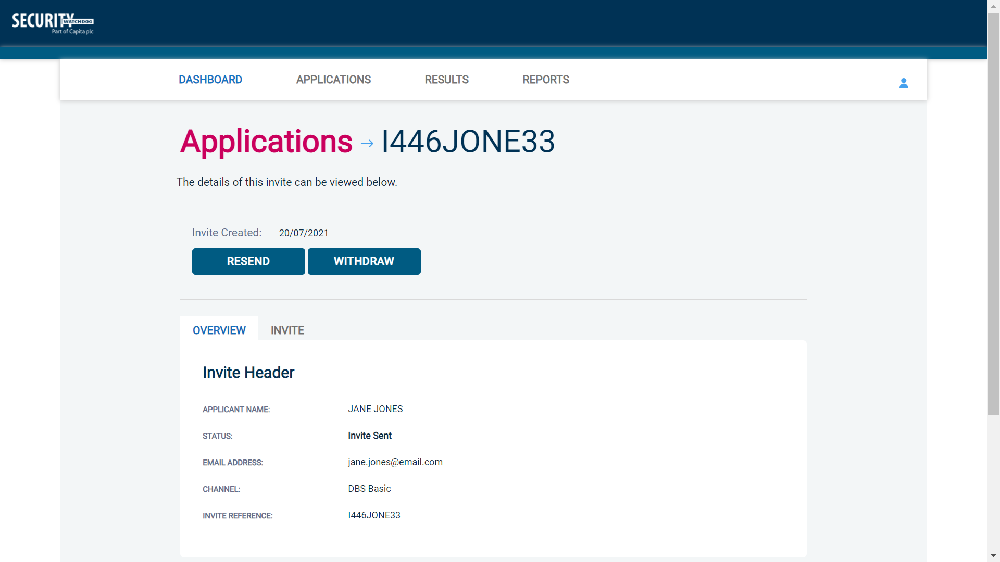 SECURITY WATCHDOG
Part of Capita plc
DASHBOARD APPLICATIONS RESULTS REPORTS
Applications → I446JONE33
The details of this invite can be viewed below.
Invite Created: 20/07/2021
RESEND WITHDRAW
OVERVIEW INVITE
Invite Header
APPLICANT NAME: JANE JONES
STATUS: Invite Sent
EMAIL ADDRESS: jane.jones@email.com
CHANNEL: DBS Basic
INVITE REFERENCE: I446JONE33